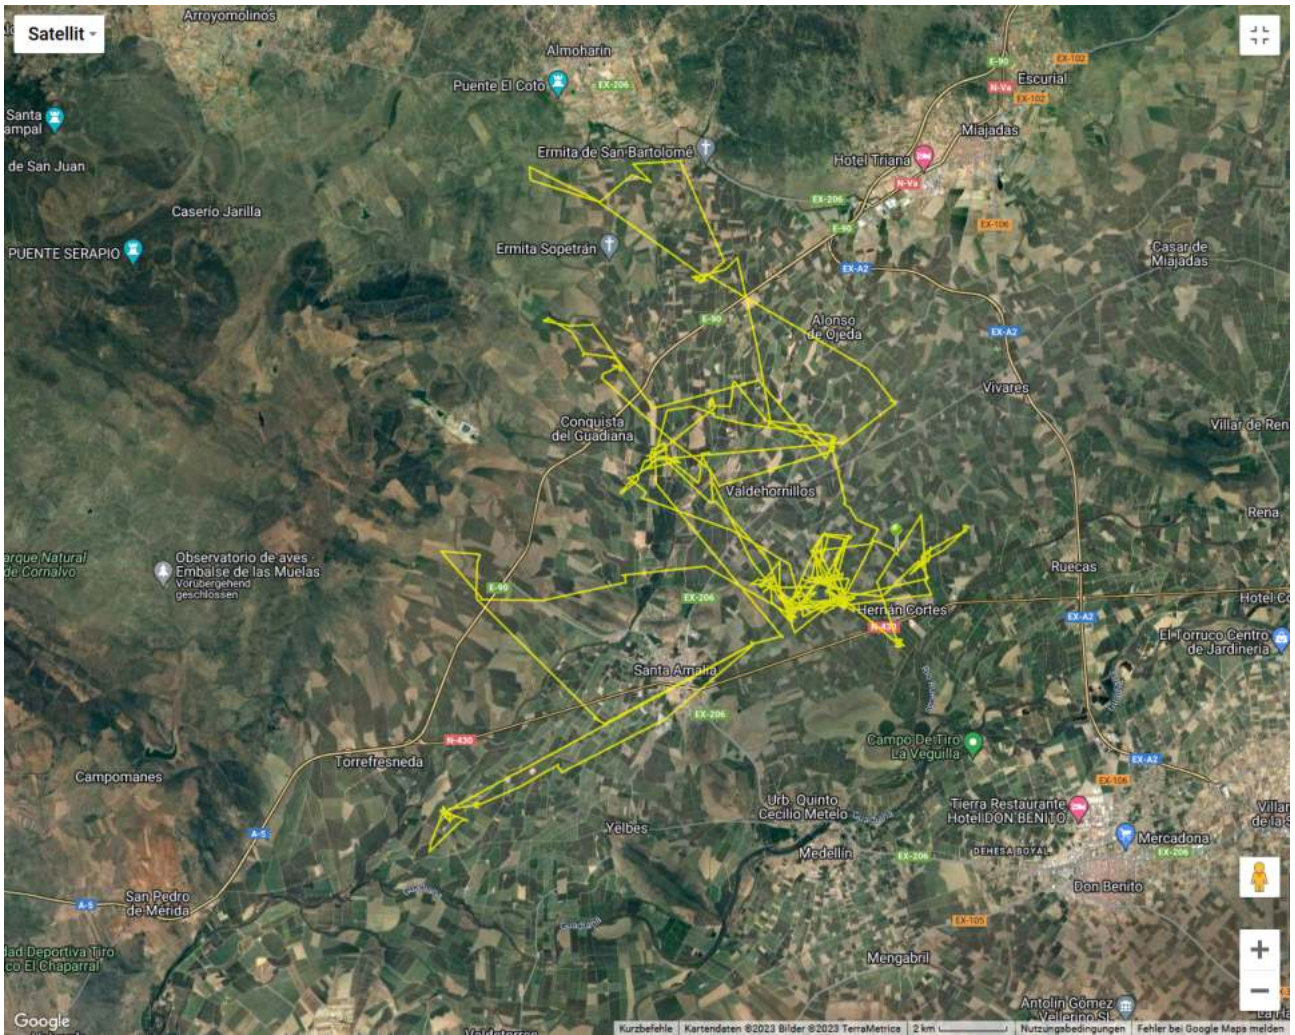 Arroyomolinos
Satellit
Almoharín
E-90
EX-102
Escurial
Puente El Coto
EX-206
N-Va
EX-102
Santa
ampal
Miajadas
Ermita de San Bartolomé
Hotel Triana
de San Juan
N-Va
EX-206
Caserío Jarilla
EX-106
E-90
PUENTE SERAPIO
Ermita Sopetrán
Casar de
Miajadas
EX-A2
E-90
Alonso
de Ojeda
EX-A2
Vivares
Conquista
del Guadiana
Villar de Ren
Valdehornillos
Rena
arque Natural
de Cornalvo
Observatorio de aves -
Embalse de las Muelas
Vorübergehend
geschlossen
Ruecas
E-90
EX-206
Hernán Cortes
Hotel Co
N-430
EX-A2
El Torruco Centro
de Jardinería
Santa Amalia
EX-206
N-430
Campo De Tiro
La Veguilla
Torrefresneda
EX-A2
Campomanes
EX-106
Urb. Quinto
Cecilio Metelo
Tierra Restaurante
Hotel DON BENITO
Villar
de la S
A-5
Yelbes
Mercadona
Medellín
EX-206
DEHESA BOYAL
EX-206
Don Benito
San Pedro
de Mérida
A-5
Guadiana
Guadiana
EX-105
dad Deportiva Tiro
co El Chaparral
Mengabril
Antolín Gómez
Vellerino SL
Google
Valdetorres
Kurzbefehle
Kartendaten ©2023 Bilder ©2023 TerraMetrica
2 km
Nutzungsbedingungen
Fehler bei Google Maps melden